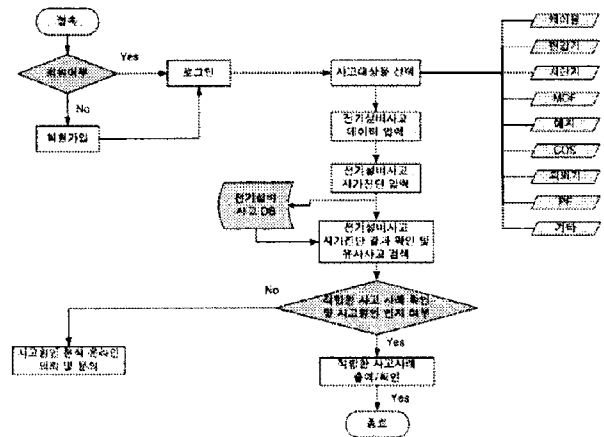 접속
회원여부
Yes
로그인
사고대상물 선택
No
회원가입
케이블
변압기
차단기
MOF
애자
COS
피뢰기
PF
기타
전기설비사고
데이터 입력
전기설비사고
자가진단 입력
전기설비
사고 DB
전기설비사고
자가진단 결과 확인 및
유사사고 검색
적합한 사고 사례 확인
및 사고원인 인지 여부
No
Yes
사고원인 분석 온라인
의뢰 및 문의
적합한 사고사례
출력/확인
Yes
종료